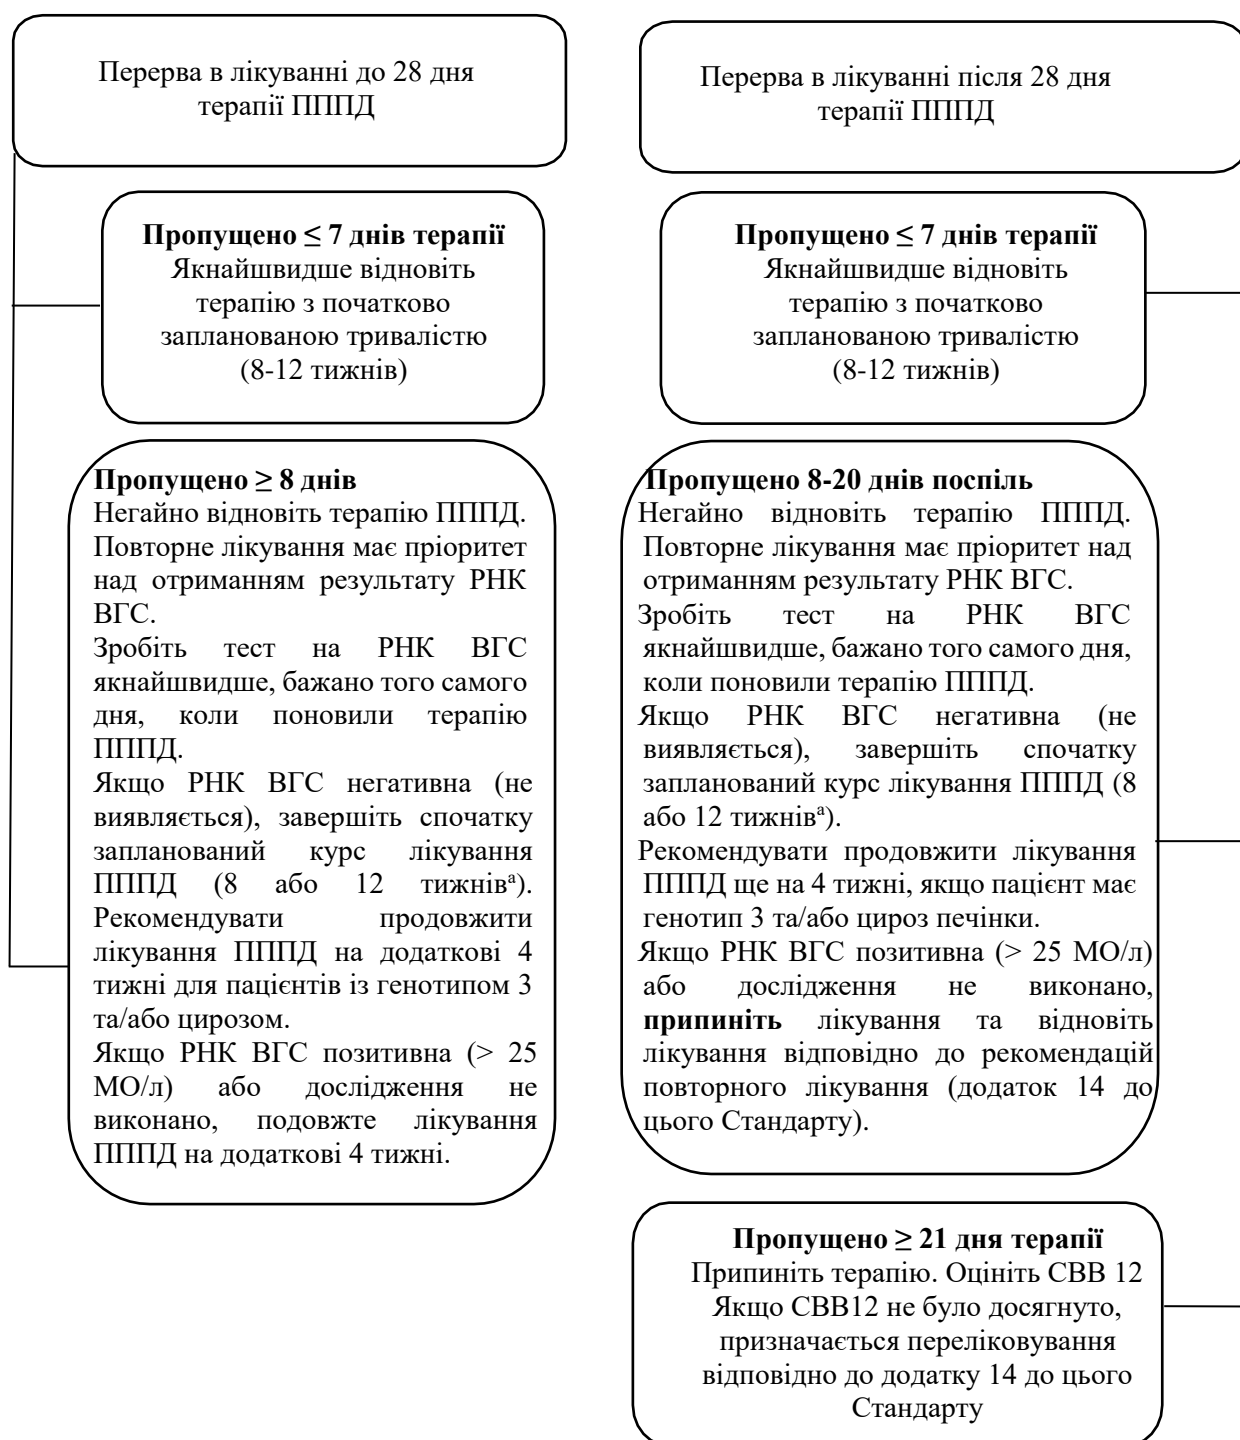 Перерва в лікуванні до 28 дня
терапії ПППД
Пропущено ≤ 7 днів терапії
Якнайшвидше відновіть
терапію з початково
запланованою тривалістю
(8-12 тижнів)
Пропущено ≥ 8 днів
Негайно відновіть терапію ПППД.
Повторне лікування має пріоритет
над отриманням результату РНК
ВГС.
Зробіть тест на РНК ВГС
якнайшвидше, бажано того самого
дня, коли поновили терапію
ПППД.
Якщо РНК ВГС негативна (не
виявляється), завершіть спочатку
запланований курс лікування
ПППД (8 або 12 тижнівᵃ).
Рекомендувати продовжити
лікування ПППД на додаткові 4
тижні для пацієнтів із генотипом 3
та/або цирозом.
Якщо РНК ВГС позитивна (> 25
МО/л) або дослідження не
виконано, подовжте лікування
ПППД на додаткові 4 тижні.
Перерва в лікуванні після 28 дня
терапії ПППД
Пропущено ≤ 7 днів терапії
Якнайшвидше відновіть
терапію з початково
запланованою тривалістю
(8-12 тижнів)
Пропущено 8-20 днів поспіль
Негайно відновіть терапію ПППД.
Повторне лікування має пріоритет над
отриманням результату РНК ВГС.
Зробіть тест на РНК ВГС
якнайшвидше, бажано того самого дня,
коли поновили терапію ПППД.
Якщо РНК ВГС негативна (не
виявляється), завершіть спочатку
запланований курс лікування ПППД (8
або 12 тижнівᵃ).
Рекомендувати продовжити лікування
ПППД ще на 4 тижні, якщо пацієнт має
генотип 3 та/або цироз печінки.
Якщо РНК ВГС позитивна (> 25 МО/л)
або дослідження не виконано,
припиніть лікування та відновіть
лікування відповідно до рекомендацій
повторного лікування (додаток 14 до
цього Стандарту).
Пропущено ≥ 21 дня терапії
Припиніть терапію. Оцініть СВВ 12
Якщо СВВ12 не було досягнуто,
призначається переліковування
відповідно до додатку 14 до цього
Стандарту